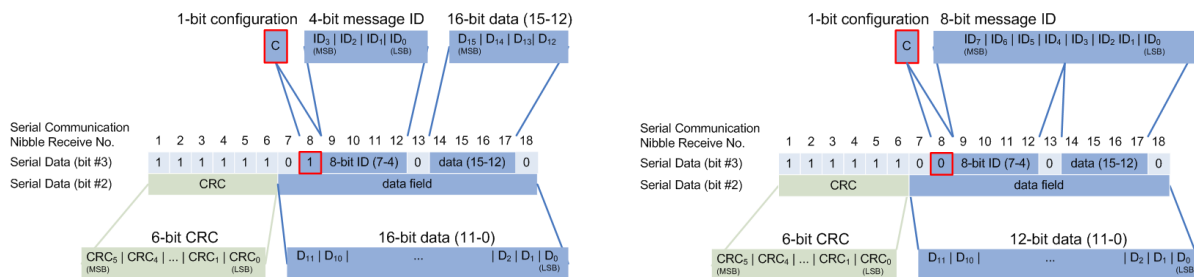 1-bit configuration 4-bit message ID 16-bit data (15-12)
C ID₃ | ID₂ | ID₁| ID₀ D₁₅ | D₁₄ | D₁₃| D₁₂
(MSB) (LSB) (MSB)
Serial Communication
Nibble Receive No. 1 2 3 4 5 6 7 8 9 10 11 12 13 14 15 16 17 18
Serial Data (bit #3) 1 1 1 1 1 1 0 1 8-bit ID (7-4) 0 data (15-12) 0
Serial Data (bit #2) CRC data field
6-bit CRC 16-bit data (11-0)
CRC₅ | CRC₄ | ... | CRC₁ | CRC₀ D₁₁ | D₁₀ | ... | D₂ | D₁ | D₀
(MSB) (LSB) (LSB)
1-bit configuration 8-bit message ID
C ID₇ | ID₆ | ID₅ | ID₄ | ID₃ | ID₂ ID₁ | ID₀
(MSB) (LSB)
Serial Communication
Nibble Receive No. 1 2 3 4 5 6 7 8 9 10 11 12 13 14 15 16 17 18
Serial Data (bit #3) 1 1 1 1 1 1 0 0 8-bit ID (7-4) 0 data (15-12) 0
Serial Data (bit #2) CRC data field
6-bit CRC 12-bit data (11-0)
CRC₅ | CRC₄ | ... | CRC₁ | CRC₀ D₁₁ | D₁₀ | ... | D₂ | D₁ | D₀
(MSB) (LSB) (LSB)